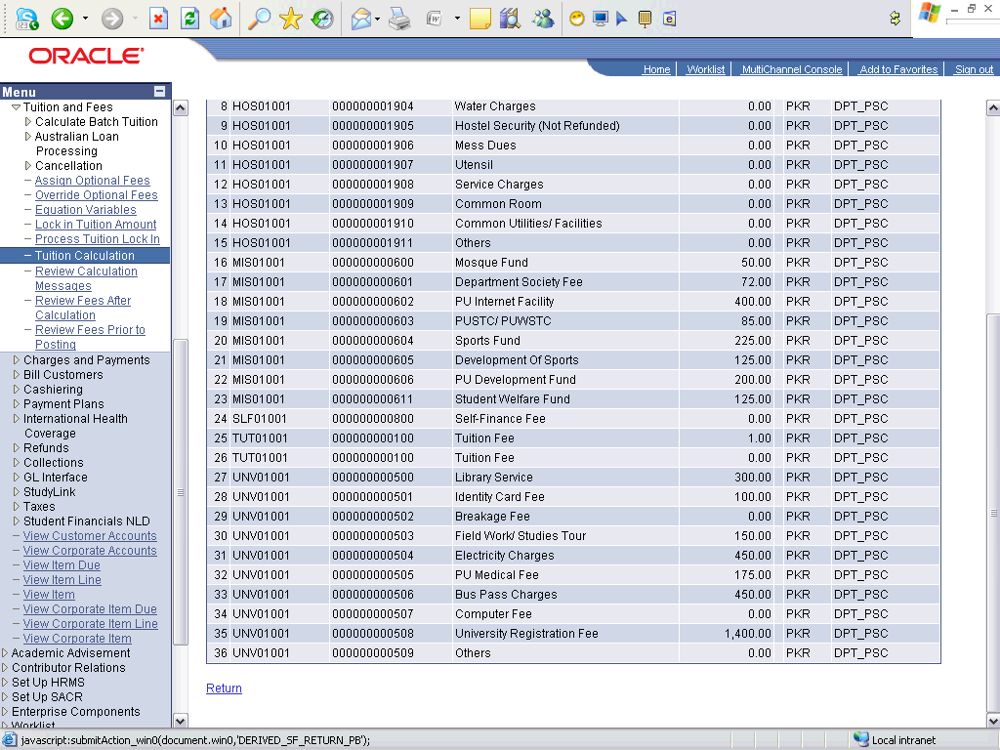 ORACLE®
Home Worklist MultiChannel Console Add to Favorites Sign out
Menu
Tuition and Fees
Calculate Batch Tuition
Australian Loan
Processing
Cancellation
Assign Optional Fees
Override Optional Fees
Equation Variables
Lock in Tuition Amount
Process Tuition Lock In
Tuition Calculation
Review Calculation
Messages
Review Fees After
Calculation
Review Fees Prior to
Posting
Charges and Payments
Bill Customers
Cashiering
Payment Plans
International Health
Coverage
Refunds
Collections
GL Interface
StudyLink
Taxes
Student Financials NLD
View Customer Accounts
View Corporate Accounts
View Item Due
View Item Line
View Item
View Corporate Item Due
View Corporate Item Line
View Corporate Item
Academic Advisement
Contributor Relations
Set Up HRMS
Set Up SACR
Enterprise Components
Worklist
8 HOS01001 000000001904 Water Charges 0.00 PKR DPT_PSC
9 HOS01001 000000001905 Hostel Security (Not Refunded) 0.00 PKR DPT_PSC
10 HOS01001 000000001906 Mess Dues 0.00 PKR DPT_PSC
11 HOS01001 000000001907 Utensil 0.00 PKR DPT_PSC
12 HOS01001 000000001908 Service Charges 0.00 PKR DPT_PSC
13 HOS01001 000000001909 Common Room 0.00 PKR DPT_PSC
14 HOS01001 000000001910 Common Utilities/ Facilities 0.00 PKR DPT_PSC
15 HOS01001 000000001911 Others 0.00 PKR DPT_PSC
16 MIS01001 000000000600 Mosque Fund 50.00 PKR DPT_PSC
17 MIS01001 000000000601 Department Society Fee 72.00 PKR DPT_PSC
18 MIS01001 000000000602 PU Internet Facility 400.00 PKR DPT_PSC
19 MIS01001 000000000603 PUSTC/ PUWSTC 85.00 PKR DPT_PSC
20 MIS01001 000000000604 Sports Fund 225.00 PKR DPT_PSC
21 MIS01001 000000000605 Development Of Sports 125.00 PKR DPT_PSC
22 MIS01001 000000000606 PU Development Fund 200.00 PKR DPT_PSC
23 MIS01001 000000000611 Student Welfare Fund 125.00 PKR DPT_PSC
24 SLF01001 000000000800 Self-Finance Fee 0.00 PKR DPT_PSC
25 TUT01001 000000000100 Tuition Fee 1.00 PKR DPT_PSC
26 TUT01001 000000000100 Tuition Fee 0.00 PKR DPT_PSC
27 UNV01001 000000000500 Library Service 300.00 PKR DPT_PSC
28 UNV01001 000000000501 Identity Card Fee 100.00 PKR DPT_PSC
29 UNV01001 000000000502 Breakage Fee 0.00 PKR DPT_PSC
30 UNV01001 000000000503 Field Work/ Studies Tour 150.00 PKR DPT_PSC
31 UNV01001 000000000504 Electricity Charges 450.00 PKR DPT_PSC
32 UNV01001 000000000505 PU Medical Fee 175.00 PKR DPT_PSC
33 UNV01001 000000000506 Bus Pass Charges 450.00 PKR DPT_PSC
34 UNV01001 000000000507 Computer Fee 0.00 PKR DPT_PSC
35 UNV01001 000000000508 University Registration Fee 1,400.00 PKR DPT_PSC
36 UNV01001 000000000509 Others 0.00 PKR DPT_PSC
Return
javascript:submitAction_win0(document.win0,'DERIVED_SF_RETURN_PB'); Local intranet